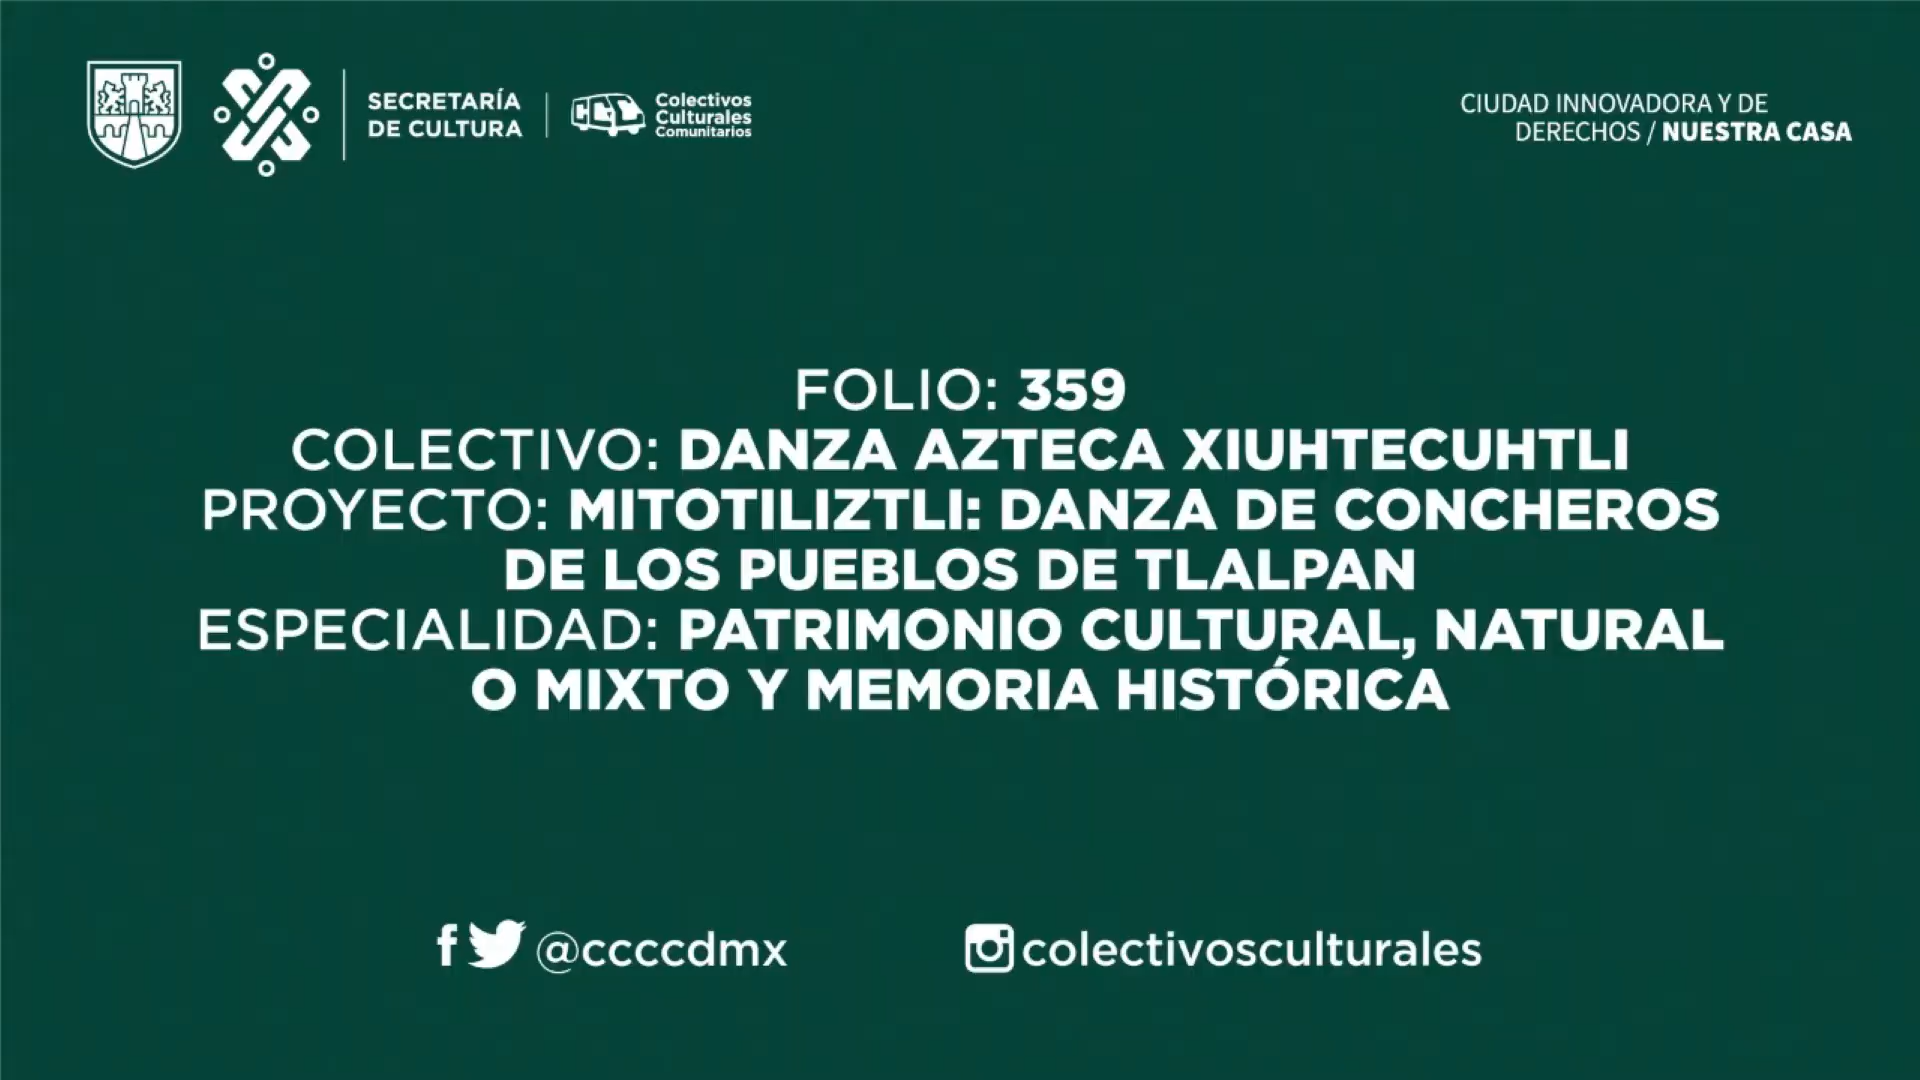 SECRETARÍA
DE CULTURA
CCC
Colectivos
Culturales
Comunitarios
CIUDAD INNOVADORA Y DE
DERECHOS / NUESTRA CASA
FOLIO: 359
COLECTIVO: DANZA AZTECA XIUHTECUHTLI
PROYECTO: MITOTILIZTLI: DANZA DE CONCHEROS
DE LOS PUEBLOS DE TLALPAN
ESPECIALIDAD: PATRIMONIO CULTURAL, NATURAL
O MIXTO Y MEMORIA HISTÓRICA
f @ccccdmx
colectivosculturales